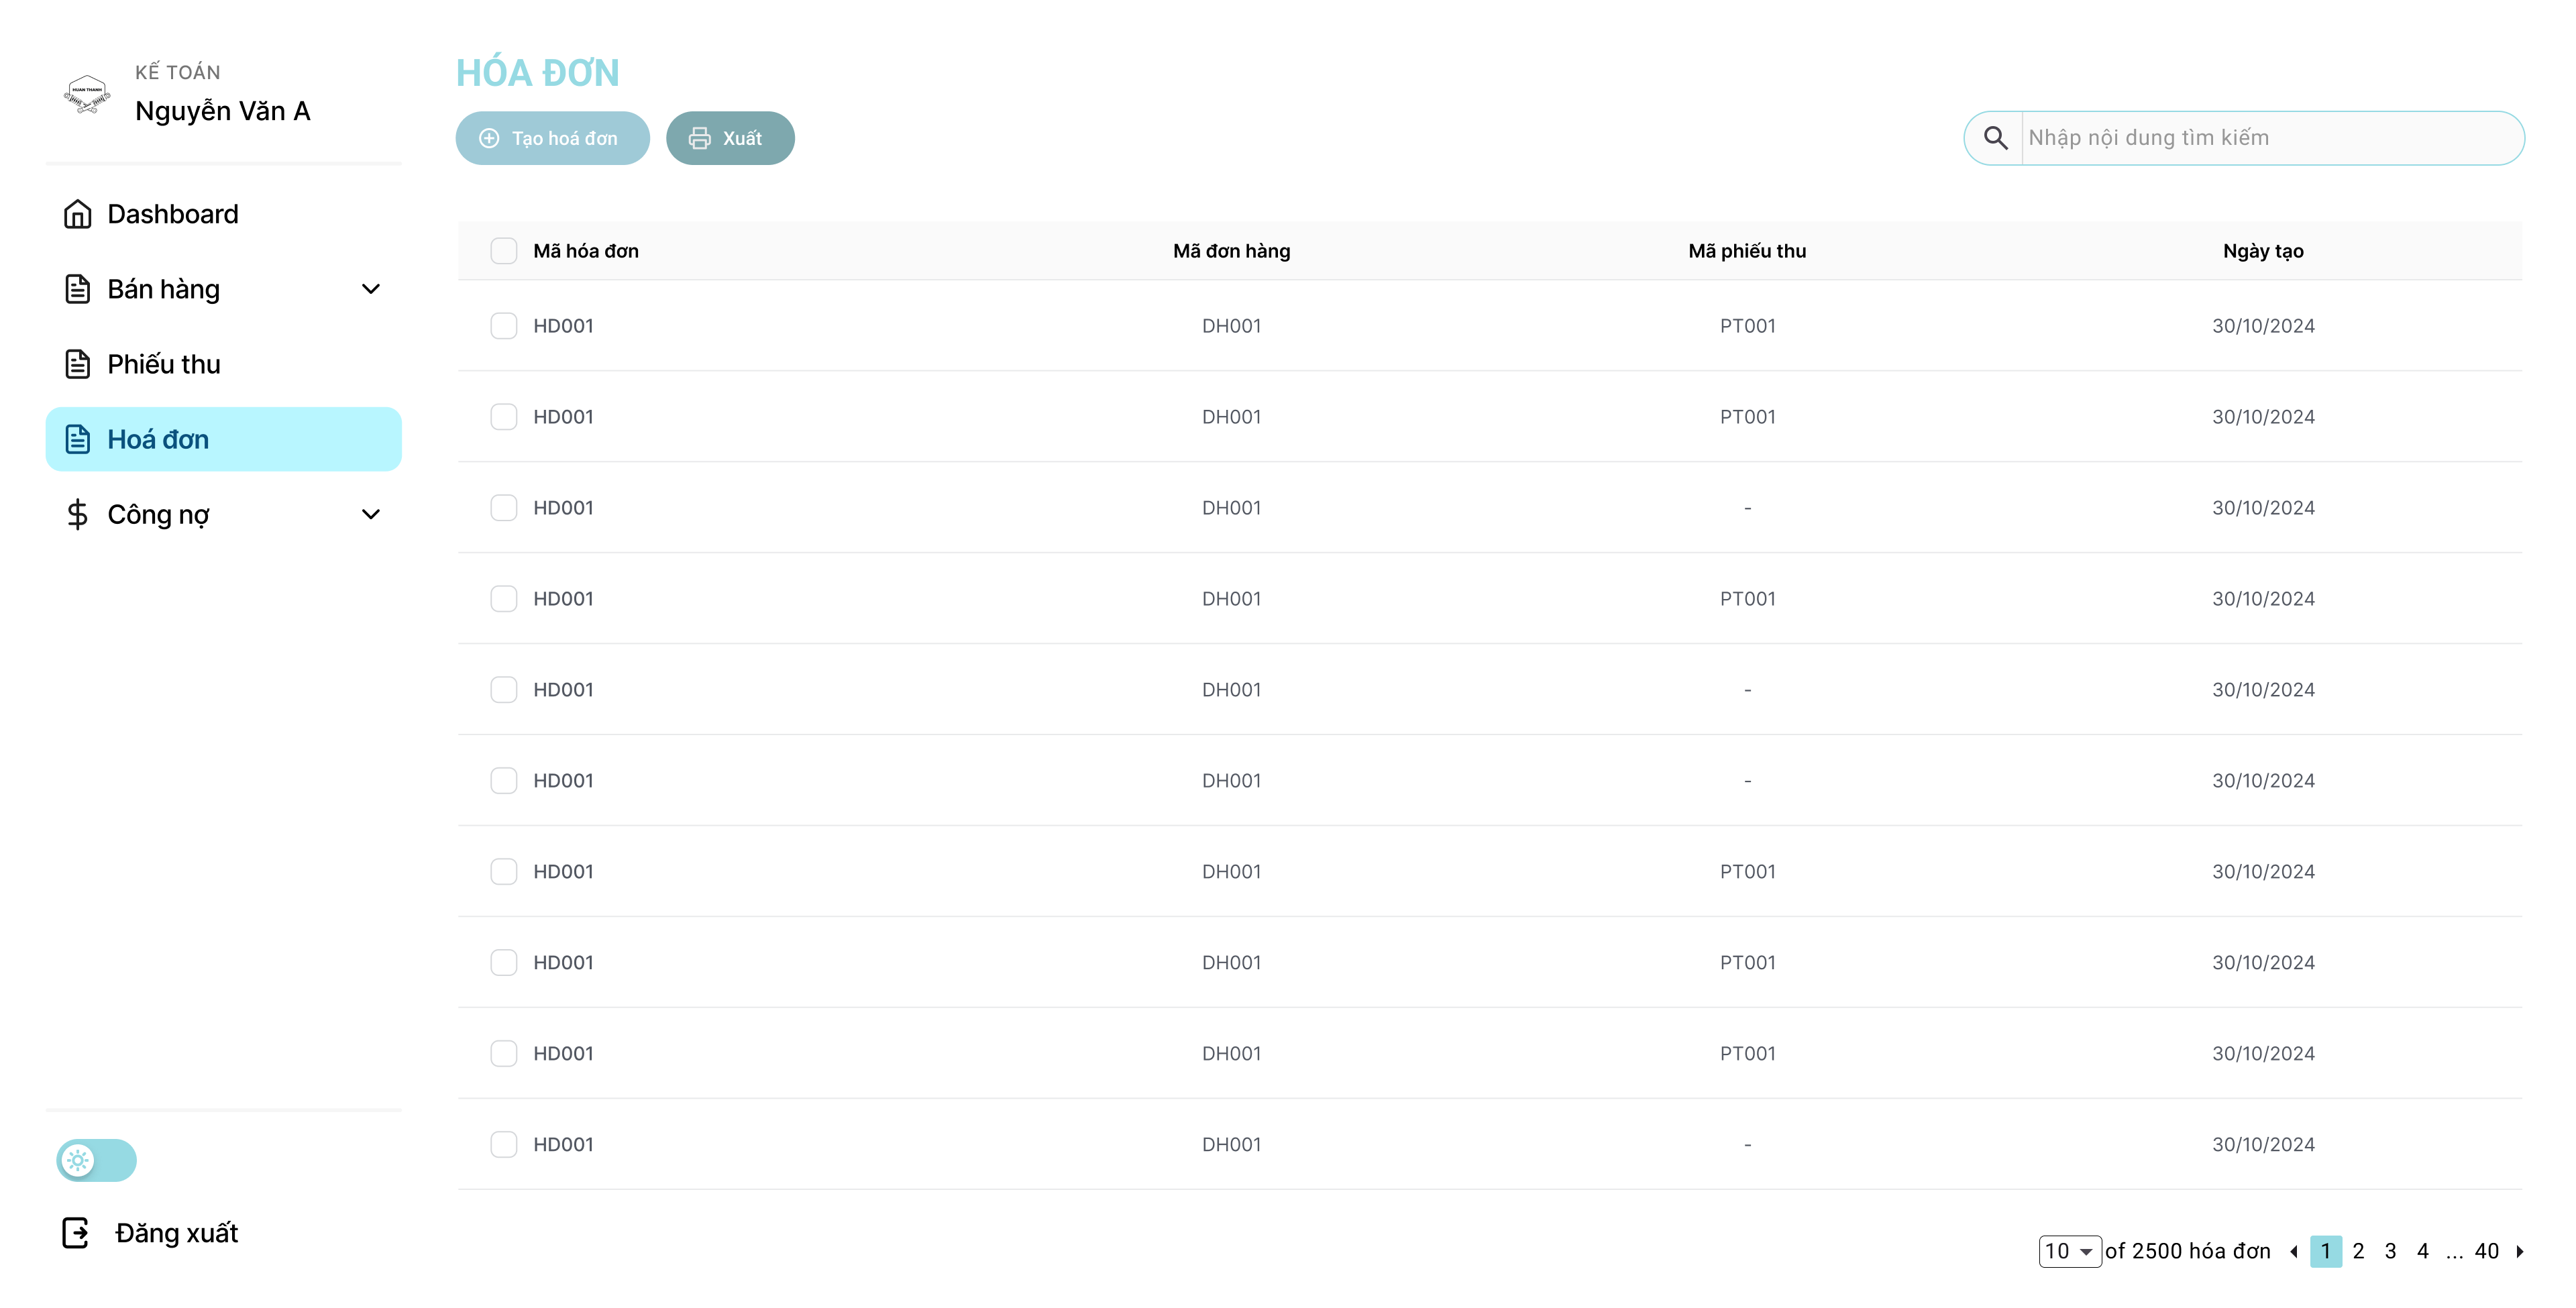 HUAN THANH
KẾ TOÁN
Nguyễn Văn A
Dashboard
Bán hàng
Phiếu thu
Hoá đơn
Công nợ
Đăng xuất
HÓA ĐƠN
Tạo hoá đơn
Xuất
Nhập nội dung tìm kiếm
Mã hóa đơn Mã đơn hàng Mã phiếu thu Ngày tạo
HD001 DH001 PT001 30/10/2024
HD001 DH001 PT001 30/10/2024
HD001 DH001 - 30/10/2024
HD001 DH001 PT001 30/10/2024
HD001 DH001 - 30/10/2024
HD001 DH001 - 30/10/2024
HD001 DH001 PT001 30/10/2024
HD001 DH001 PT001 30/10/2024
HD001 DH001 PT001 30/10/2024
HD001 DH001 - 30/10/2024
10 of 2500 hóa đơn 1 2 3 4 ... 40